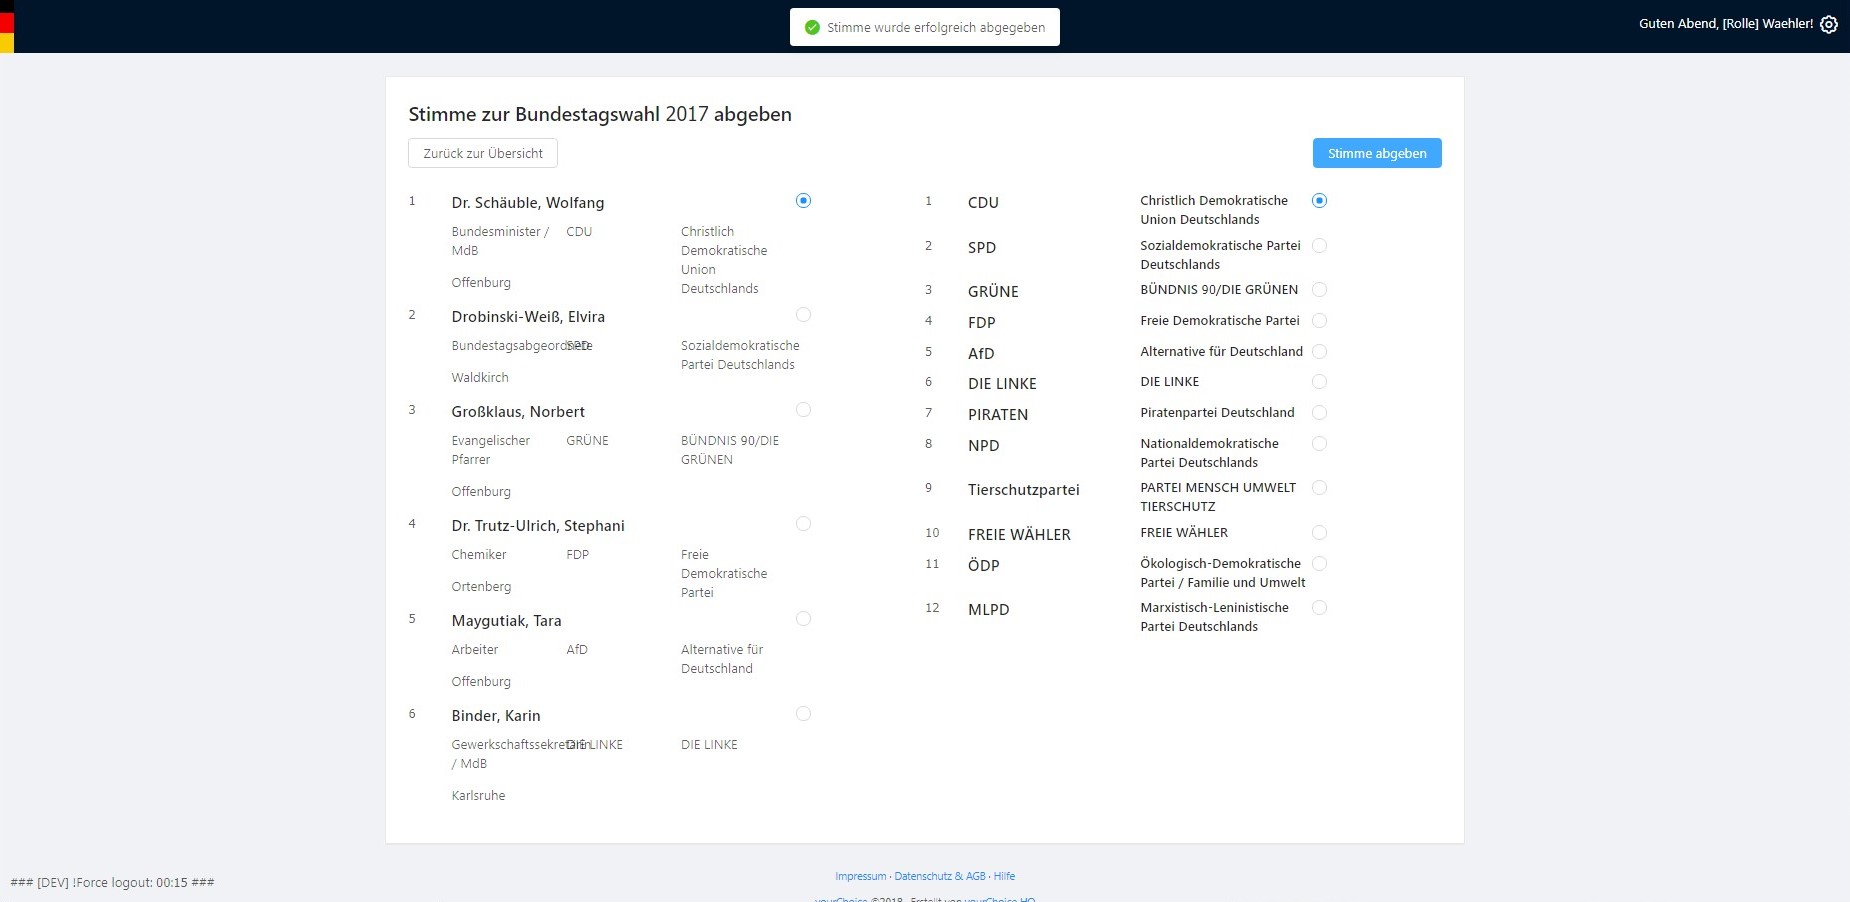 Stimme wurde erfolgreich abgegeben
Guten Abend, [Rolle] Waehler!
Stimme zur Bundestagswahl 2017 abgeben
Zurück zur Übersicht
Stimme abgeben
1
Dr. Schäuble, Wolfang
Bundesminister /
MdB
CDU
Christlich
Demokratische
Union
Deutschlands
Offenburg
2
Drobinski-Weiß, Elvira
Bundestagsabgeordnete
SPD
Sozialdemokratische
Partei Deutschlands
Waldkirch
3
Großklaus, Norbert
Evangelischer
Pfarrer
GRÜNE
BÜNDNIS 90/DIE
GRÜNEN
Offenburg
4
Dr. Trutz-Ulrich, Stephani
Chemiker
FDP
Freie
Demokratische
Partei
Ortenberg
5
Maygutiak, Tara
Arbeiter
AfD
Alternative für
Deutschland
Offenburg
6
Binder, Karin
Gewerkschaftssekretärin
/ MdB
DIE LINKE
DIE LINKE
Karlsruhe
1
CDU
Christlich Demokratische
Union Deutschlands
2
SPD
Sozialdemokratische Partei
Deutschlands
3
GRÜNE
BÜNDNIS 90/DIE GRÜNEN
4
FDP
Freie Demokratische Partei
5
AfD
Alternative für Deutschland
6
DIE LINKE
DIE LINKE
7
PIRATEN
Piratenpartei Deutschland
8
NPD
Nationaldemokratische
Partei Deutschlands
9
Tierschutzpartei
PARTEI MENSCH UMWELT
TIERSCHUTZ
10
FREIE WÄHLER
FREIE WÄHLER
11
ÖDP
Ökologisch-Demokratische
Partei / Familie und Umwelt
12
MLPD
Marxistisch-Leninistische
Partei Deutschlands
### [DEV] !Force logout: 00:15 ###
Impressum · Datenschutz & AGB · Hilfe
yourChoice ©2018 · Erstellt von yourChoice HQ